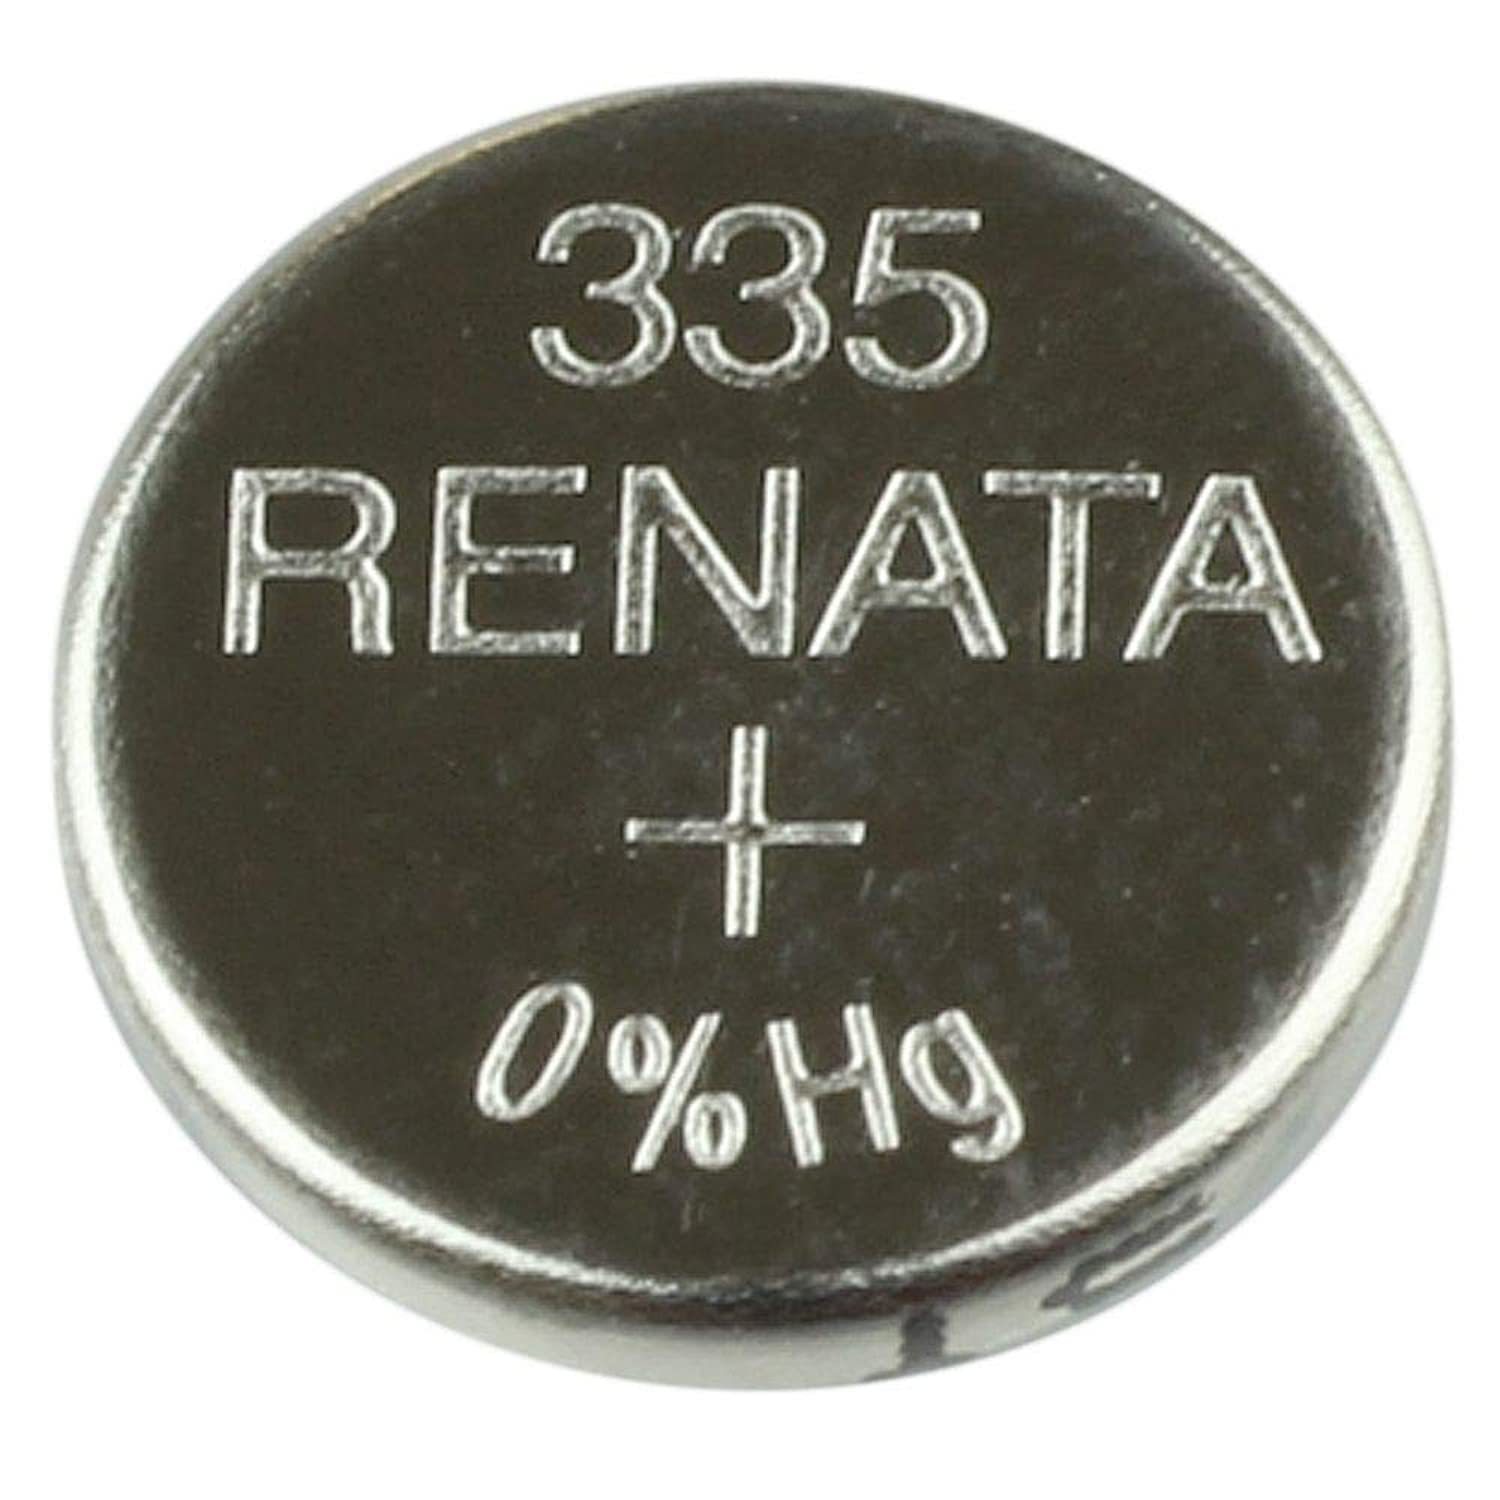 335
RENATA
+
0%Hg